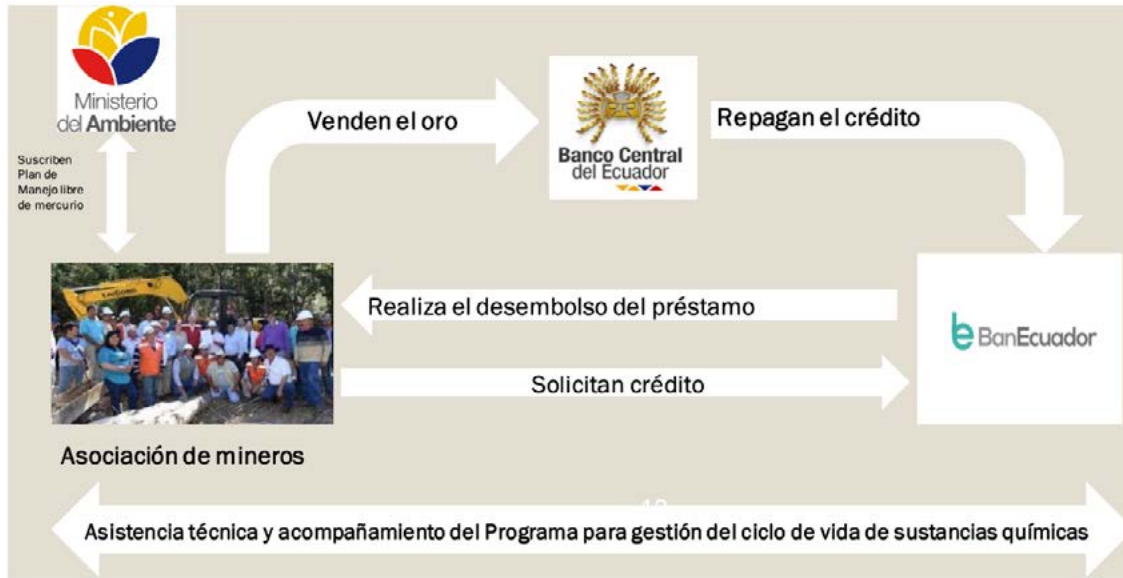 Ministerio
del Ambiente
Suscriben
Plan de
Manejo libre
de mercurio
Venden el oro
Banco Central
del Ecuador
Repagan el crédito
Realiza el desembolso del préstamo
BanEcuador
Solicitan crédito
Asociación de mineros
Asistencia técnica y acompañamiento del Programa para gestión del ciclo de vida de sustancias químicas